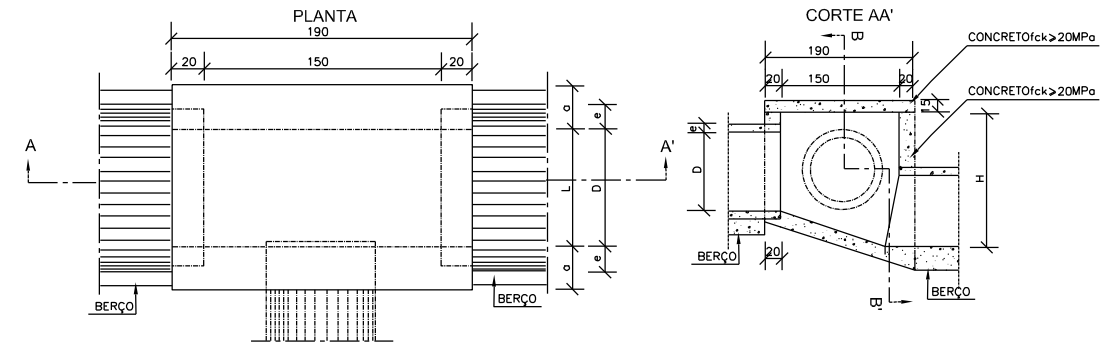 PLANTA
190
20
150
20
a
e
L
D
a
e
A
A'
BERÇO
BERÇO
CORTE AA'
B
190
20
150
20
CONCRETOfck⩾20MPa
CONCRETOfck⩾20MPa
15
e
D
H
BERÇO
20
B'
BERÇO